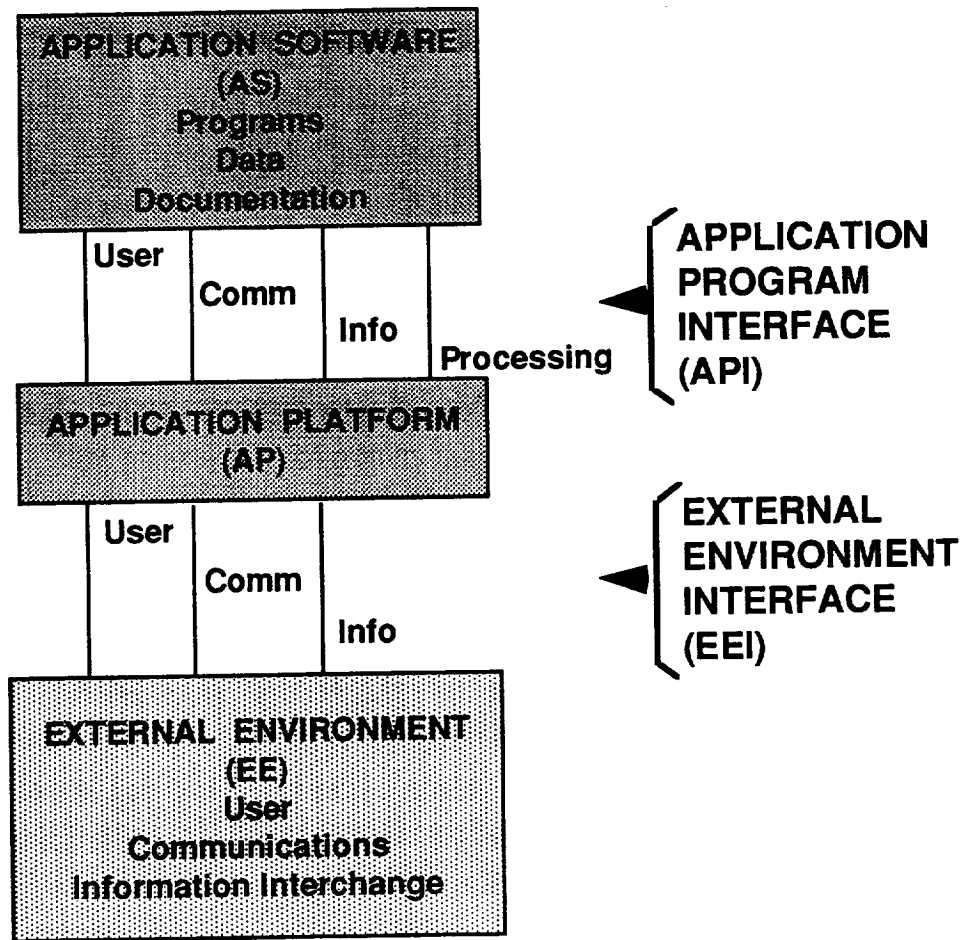 APPLICATION SOFTWARE
(AS)
Programs
Data
Documentation
User
Comm
Info
Processing
APPLICATION
PROGRAM
INTERFACE
(API)
APPLICATION PLATFORM
(AP)
User
Comm
Info
EXTERNAL
ENVIRONMENT
INTERFACE
(EEI)
EXTERNAL ENVIRONMENT
(EE)
User
Communications
Information Interchange